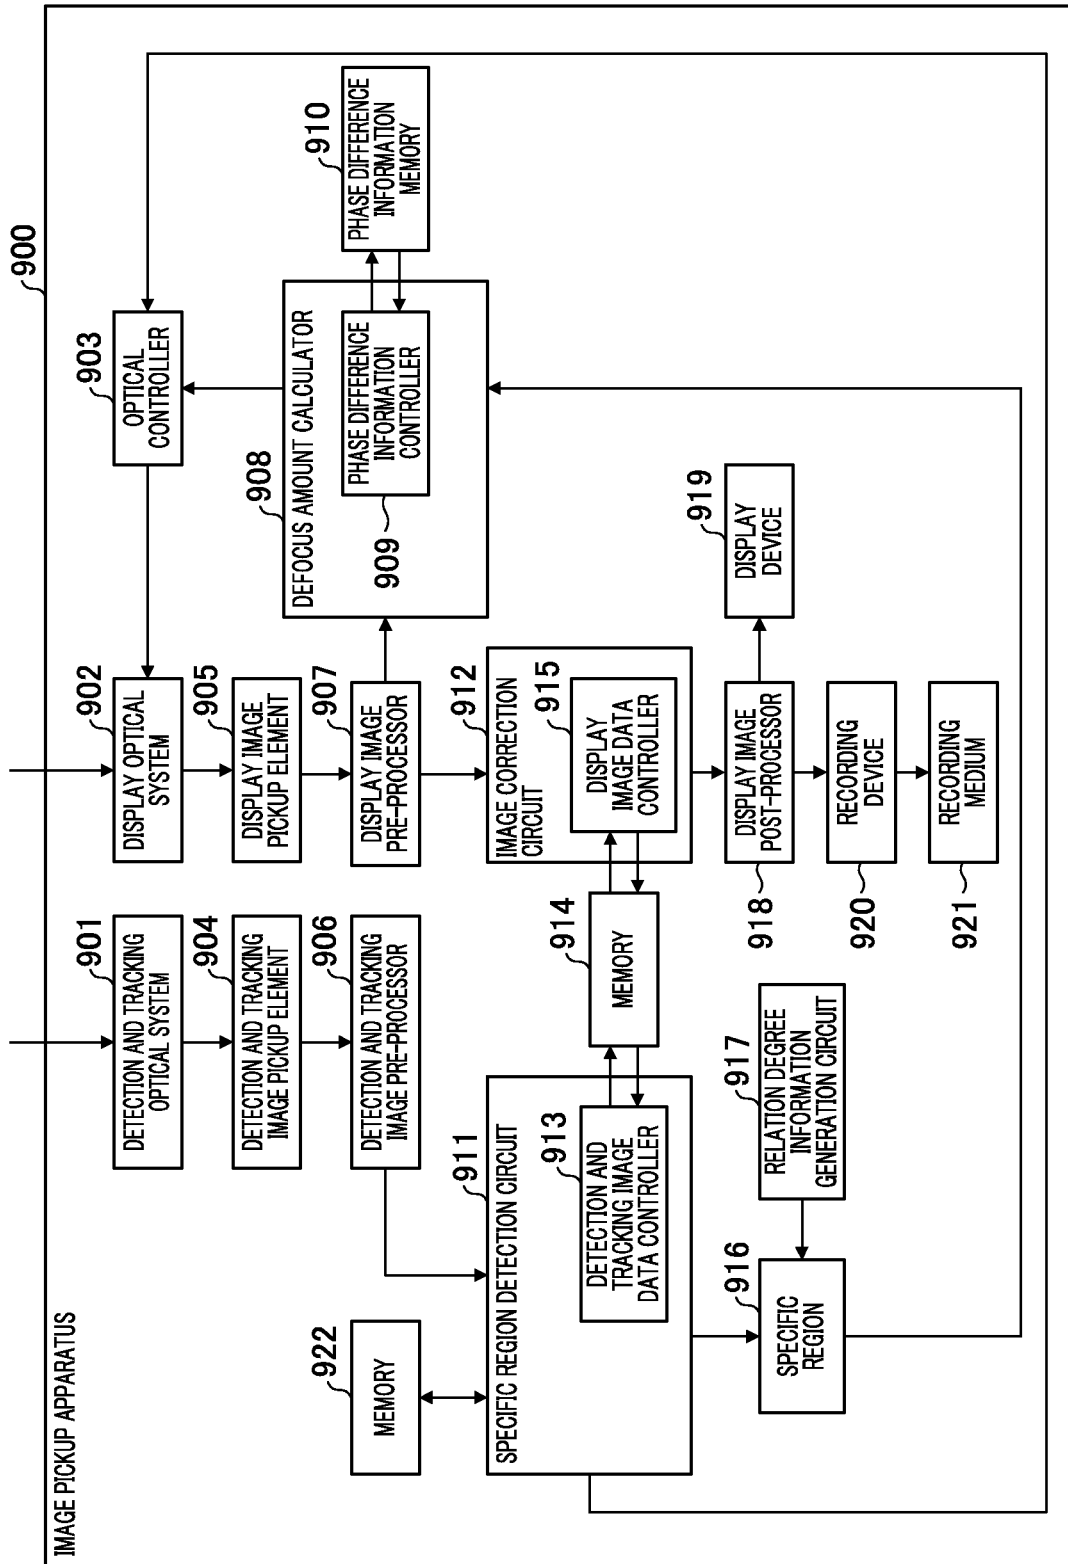 IMAGE PICKUP APPARATUS
900
901
DETECTION AND TRACKING
OPTICAL SYSTEM
902
DISPLAY OPTICAL
SYSTEM
903
OPTICAL
CONTROLLER
904
DETECTION AND TRACKING
IMAGE PICKUP ELEMENT
905
DISPLAY IMAGE
PICKUP ELEMENT
906
DETECTION AND TRACKING
IMAGE PRE-PROCESSOR
907
DISPLAY IMAGE
PRE-PROCESSOR
908
DEFOCUS AMOUNT CALCULATOR
PHASE DIFFERENCE
INFORMATION
CONTROLLER
909
910
PHASE DIFFERENCE
INFORMATION
MEMORY
922
MEMORY
911
SPECIFIC REGION DETECTION CIRCUIT
913
DETECTION AND
TRACKING IMAGE
DATA CONTROLLER
914
MEMORY
912
IMAGE CORRECTION
CIRCUIT
915
DISPLAY
IMAGE DATA
CONTROLLER
916
SPECIFIC
REGION
917
RELATION DEGREE
INFORMATION
GENERATION CIRCUIT
DISPLAY IMAGE
POST-PROCESSOR
918
919
DISPLAY
DEVICE
RECORDING
DEVICE
920
RECORDING
MEDIUM
921